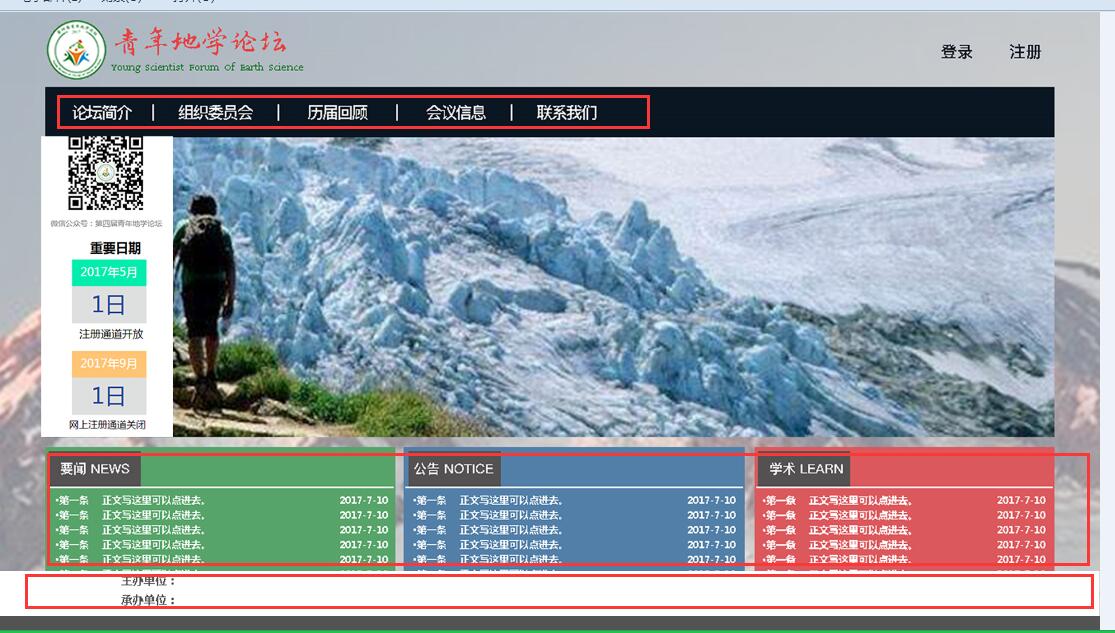 青年地学论坛
Young Scientist Forum Of Earth Science
登录 注册
论坛简介 | 组织委员会 | 历届回顾 | 会议信息 | 联系我们
微信公众号：第四届青年地学论坛
重要日期
2017年5月
1日
注册通道开放
2017年9月
1日
网上注册通道关闭
要闻 NEWS
•第一条 正文写这里可以点进去。 2017-7-10
•第一条 正文写这里可以点进去。 2017-7-10
•第一条 正文写这里可以点进去。 2017-7-10
•第一条 正文写这里可以点进去。 2017-7-10
•第一条 正文写这里可以点进去。 2017-7-10
公告 NOTICE
•第一条 正文写这里可以点进去。 2017-7-10
•第一条 正文写这里可以点进去。 2017-7-10
•第一条 正文写这里可以点进去。 2017-7-10
•第一条 正文写这里可以点进去。 2017-7-10
•第一条 正文写这里可以点进去。 2017-7-10
学术 LEARN
•第一条 正文写这里可以点进去。 2017-7-10
•第一条 正文写这里可以点进去。 2017-7-10
•第一条 正文写这里可以点进去。 2017-7-10
•第一条 正文写这里可以点进去。 2017-7-10
•第一条 正文写这里可以点进去。 2017-7-10
主办单位：
承办单位：